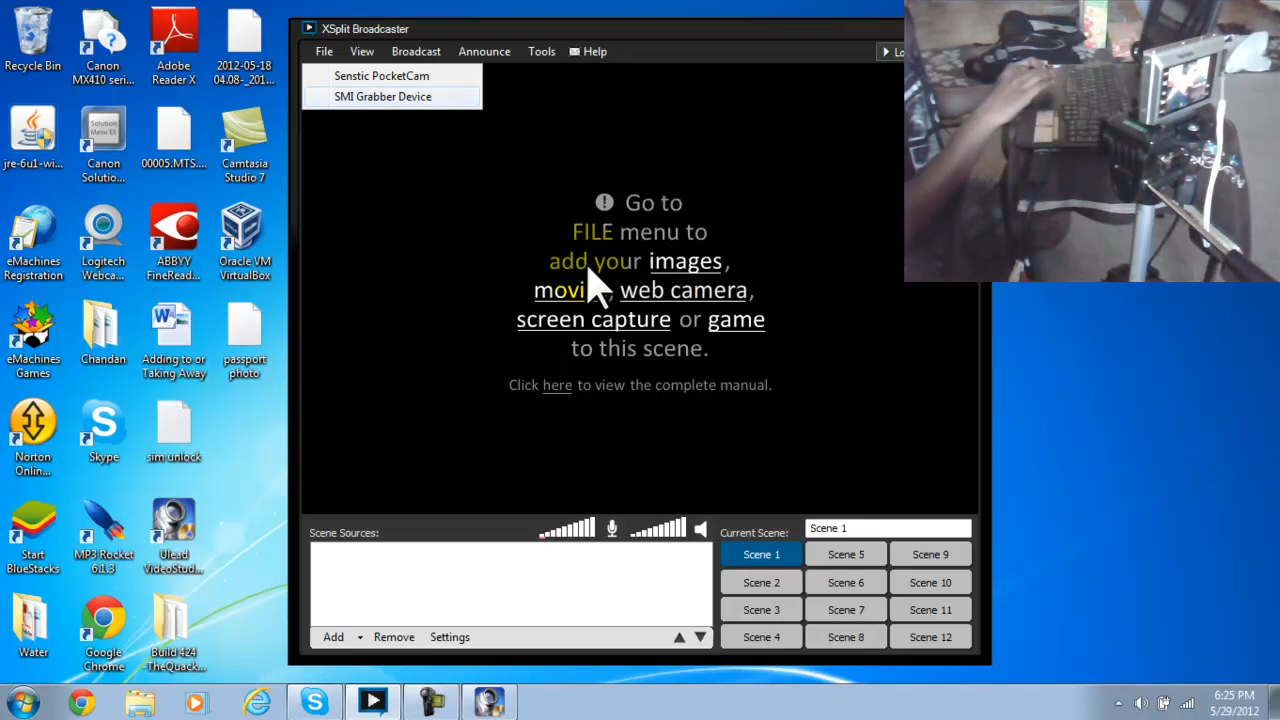 Recycle Bin
Canon
MX410 seri...
Adobe
Reader X
2012-05-18
04.08-_201...
jre-6u1-wi...
Solution
Menu EX
Canon
Solutio...
00005.MTS....
Camtasia
Studio 7
eMachines
Registration
Logitech
Webca...
ABBYY
FineRead...
Oracle VM
VirtualBox
eMachines
Games
Chandan
Adding to or
Taking Away
passport
photo
Norton
Onlin...
Skype
sim unlock
Start
BlueStacks
MP3 Rocket
6.1.3
Ulead
VideoStud...
Water
Google
Chrome
Build 424
-TheQuack...
XSplit Broadcaster
File View Broadcast Announce Tools Help
Senstic PocketCam
SMI Grabber Device
Go to
FILE menu to
add your images,
web camera,
screen capture or game
to this scene.
Click here to view the complete manual.
Scene Sources:
Current Scene: Scene 1
Scene 1 Scene 5 Scene 9
Scene 2 Scene 6 Scene 10
Scene 3 Scene 7 Scene 11
Scene 4 Scene 8 Scene 12
Add Remove Settings
6:25 PM
5/29/2012